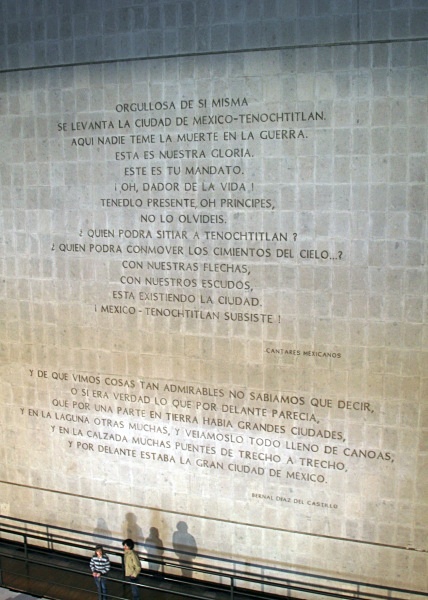 ORGULLOSA DE SI MISMA
SE LEVANTA LA CIUDAD DE MEXICO-TENOCHTITLAN.
AQUI NADIE TEME LA MUERTE EN LA GUERRA.
ESTA ES NUESTRA GLORIA.
ESTE ES TU MANDATO.
¡ OH, DADOR DE LA VIDA !
TENEDLO PRESENTE, OH PRINCIPES,
NO LO OLVIDEIS.
¿ QUIEN PODRA SITIAR A TENOCHTITLAN ?
¿ QUIEN PODRA CONMOVER LOS CIMIENTOS DEL CIELO...?
CON NUESTRAS FLECHAS,
CON NUESTROS ESCUDOS,
ESTA EXISTIENDO LA CIUDAD.
¡ MEXICO - TENOCHTITLAN SUBSISTE !
CANTARES MEXICANOS
Y DE QUE VIMOS COSAS TAN ADMIRABLES NO SABIAMOS QUE DECIR,
O SI ERA VERDAD LO QUE POR DELANTE PARECIA,
QUE POR UNA PARTE EN TIERRA HABIA GRANDES CIUDADES,
Y EN LA LAGUNA OTRAS MUCHAS, Y VEIAMOSLO TODO LLENO DE CANOAS,
Y EN LA CALZADA MUCHAS PUENTES DE TRECHO A TRECHO,
Y POR DELANTE ESTABA LA GRAN CIUDAD DE MEXICO.
BERNAL DIAZ DEL CASTILLO